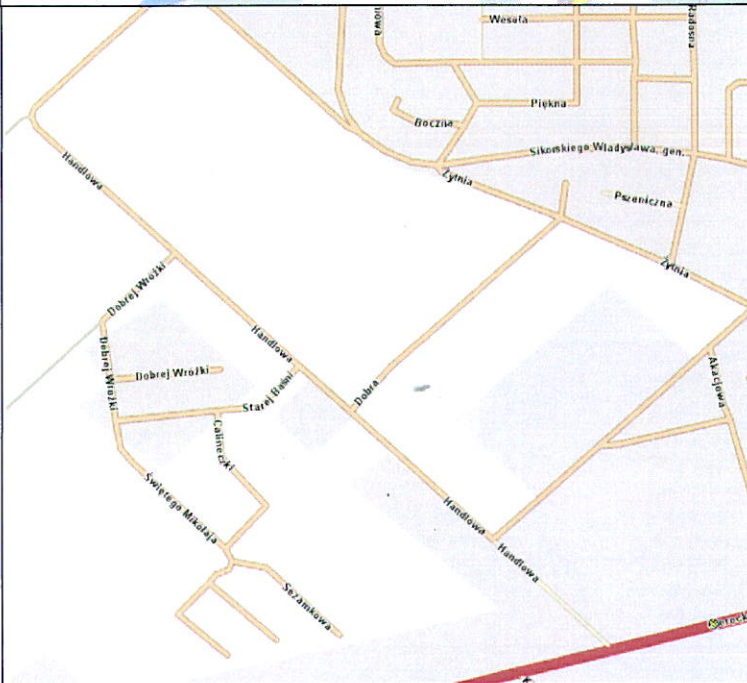 Wesoła
Radosna
Piękna
Boczna
Sikorskiego Władysława, gen.
Żytnia
Pszeniczna
Handlowa
Żytnia
Dobrej Wróżki
Handlowa
Dobrej Wróżki
Dobrej Wróżki
Akacjowa
Starej Baśni
Dobra
Calineczki
Świętego Mikołaja
Handlowa
Handlowa
Sezamkowa